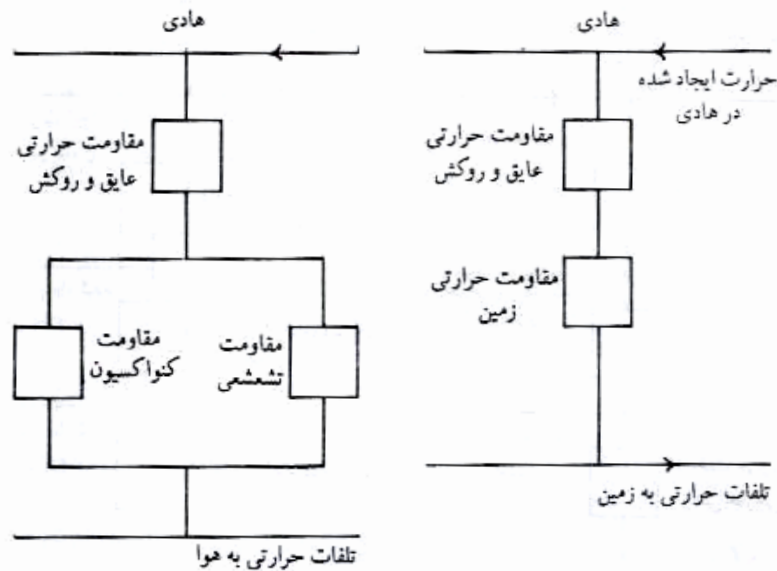 هادی
حرارت ایجاد شده
در هادی
مقاومت حرارتی
عایق و روکش
مقاومت حرارتی
زمین
تلفات حرارتی به زمین
هادی
مقاومت حرارتی
عایق و روکش
مقاومت
تشعشعی
مقاومت
کنواکسیون
تلفات حرارتی به هوا